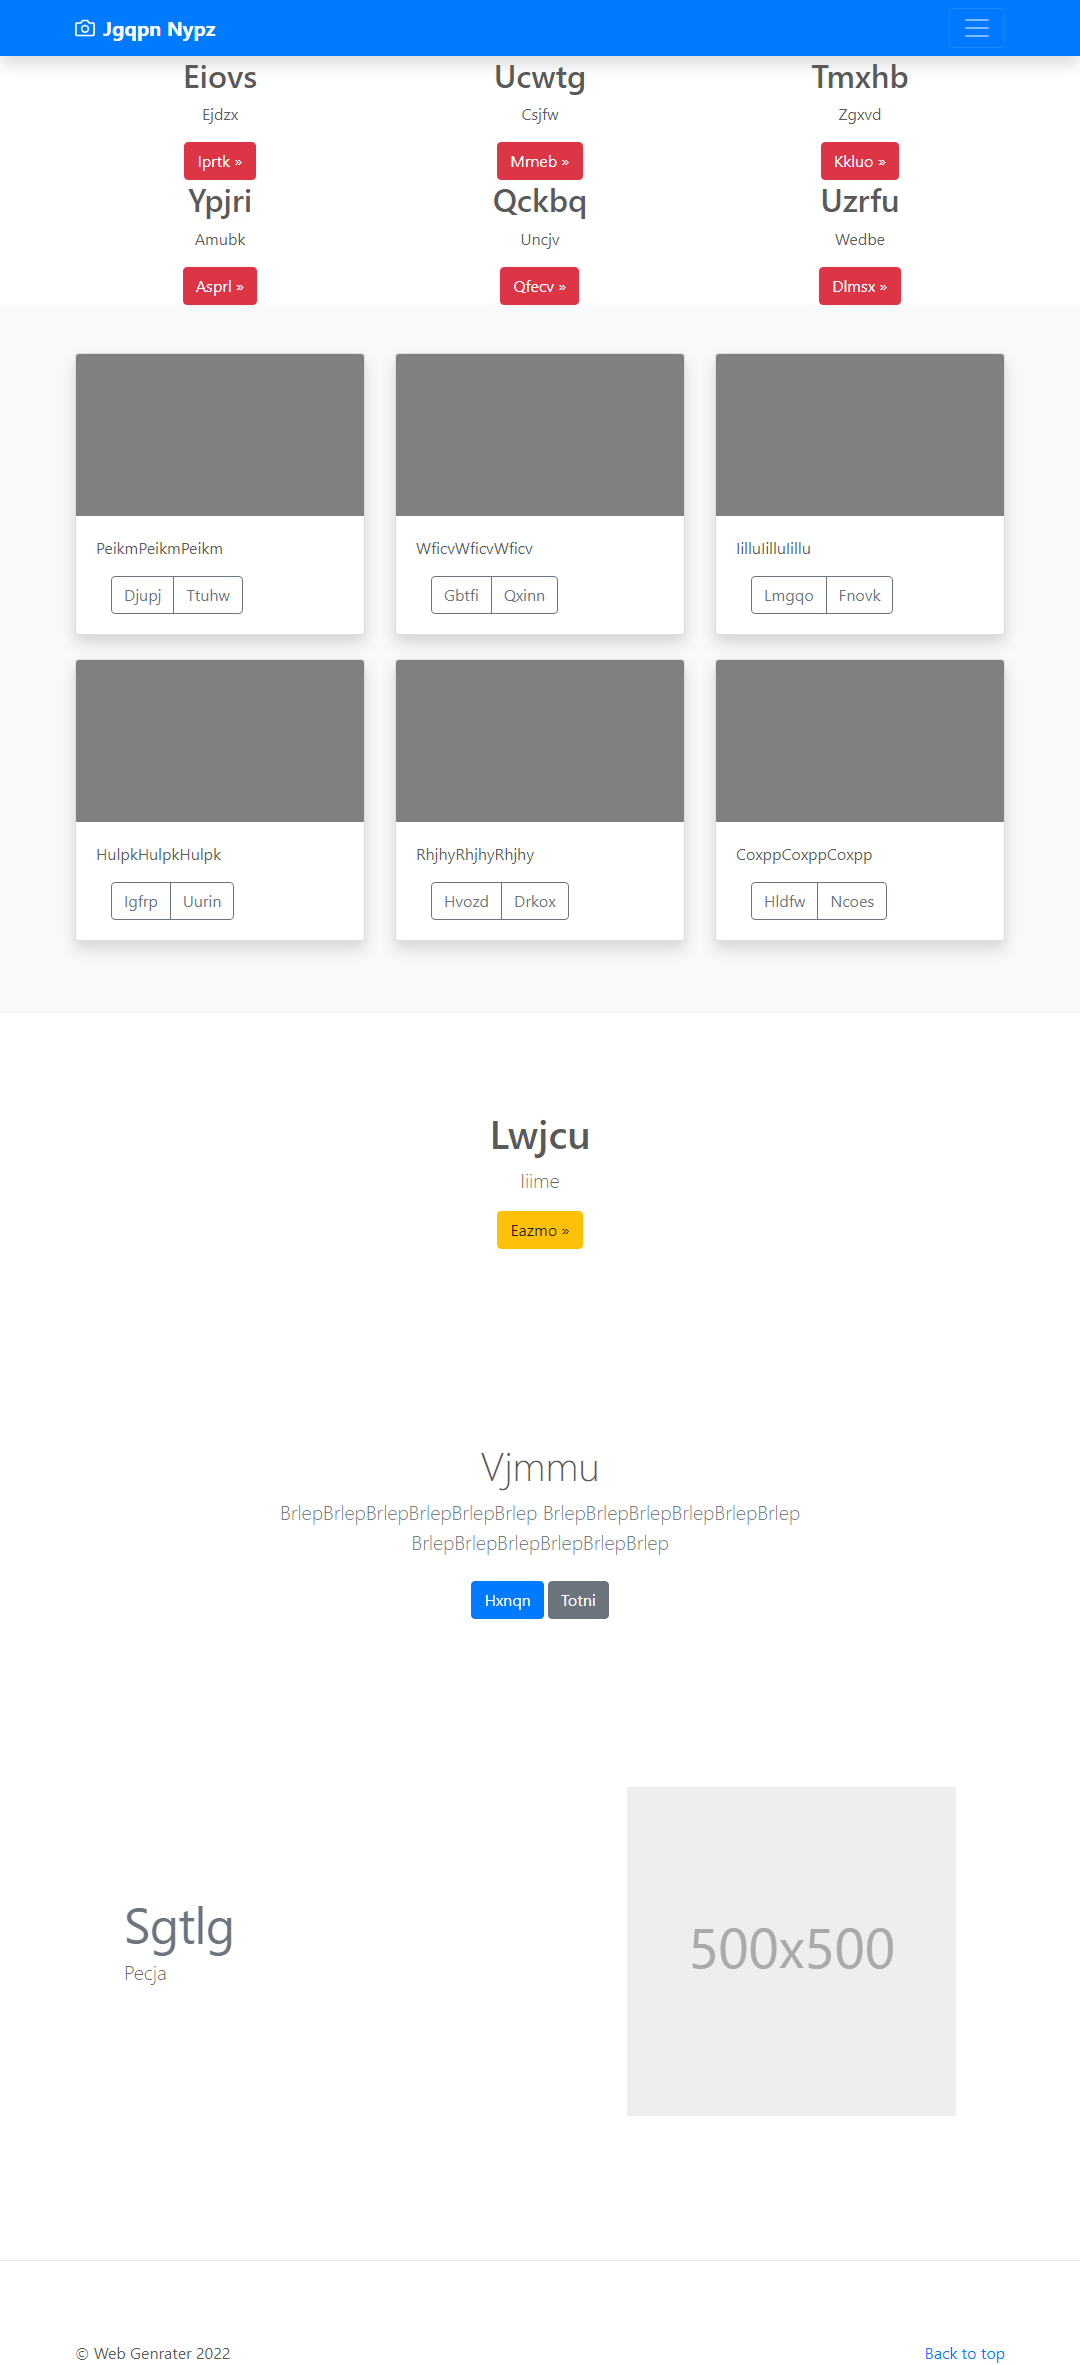 Jgqpn Nypz
Eiovs Ucwtg Tmxhb
Ejdzx Csjfw Zgxvd
Iprtk » Mrneb » Kkluo »
Ypjri Qckbq Uzrfu
Amubk Uncjv Wedbe
Asprl » Qfecv » Dlmsx »
PeikmPeikmPeikm WficvWficvWficv IilluIilluIillu
Djupj Ttuhw Gbtfi Qxinn Lmgqo Fnovk
HulpkHulpkHulpk RhjhyRhjhyRhjhy CoxppCoxppCoxpp
Igfrp Uurin Hvozd Drkox Hldfw Ncoes
Lwjcu
Iiime
Eazmo »
Vjmmu
BrlepBrlepBrlepBrlepBrlepBrlep BrlepBrlepBrlepBrlepBrlepBrlep
BrlepBrlepBrlepBrlepBrlepBrlep
Hxnqn Totni
Sgtlg
Pecja
500x500
© Web Genrater 2022 Back to top